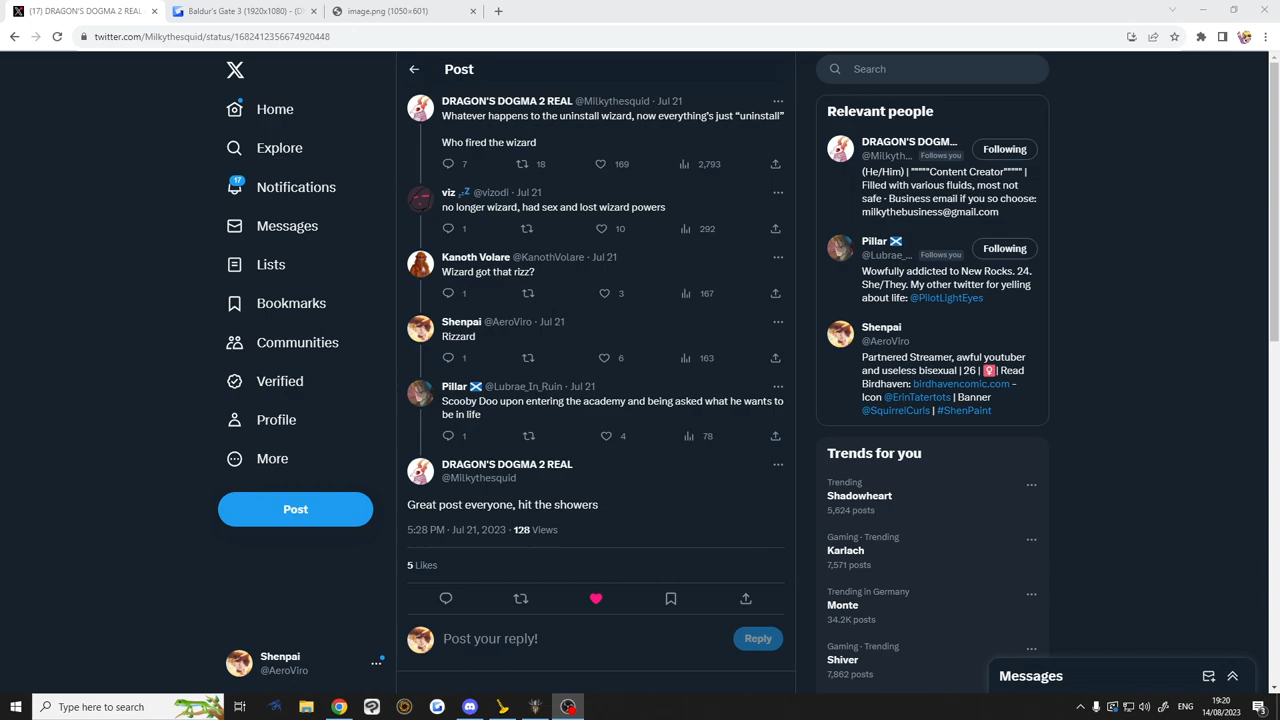 (17) DRAGON'S DOGMA 2 REAL
Baldur's Gate 3 (1920x1080) - (D
image.png (1050×601)
twitter.com/Milkythesquid/status/1682412356674920448
Home
Explore
17
Notifications
Messages
Lists
Bookmarks
Communities
Verified
Profile
More
Post
Shenpai
@AeroViro
Post
DRAGON'S DOGMA 2 REAL @Milkythesquid · Jul 21
Whatever happens to the uninstall wizard, now everything's just “uninstall”
Who fired the wizard
7 18 169 2,793
viz @vizodi · Jul 21
no longer wizard, had sex and lost wizard powers
1 10 292
Kanoth Volare @KanothVolare · Jul 21
Wizard got that rizz?
1 3 167
Shenpai @AeroViro · Jul 21
Rizzard
1 6 163
Pillar @Lubrae_In_Ruin · Jul 21
Scooby Doo upon entering the academy and being asked what he wants to
be in life
1 4 78
DRAGON'S DOGMA 2 REAL
@Milkythesquid
Great post everyone, hit the showers
5:28 PM · Jul 21, 2023 · 128 Views
5 Likes
Post your reply!
Reply
Search
Relevant people
DRAGON'S DOGM...
@Milkyth... Follows you
Following
(He/Him) | """""Content Creator""""" |
Filled with various fluids, most not
safe - Business email if you so choose:
milkythebusiness@gmail.com
Pillar
@Lubrae_... Follows you
Following
Wowfully addicted to New Rocks. 24.
She/They. My other twitter for yelling
about life: @PilotLightEyes
Shenpai
@AeroViro
Partnered Streamer, awful youtuber
and useless bisexual | 26 | | Read
Birdhaven: birdhavencomic.com -
Icon @ErinTatertots | Banner
@SquirrelCurls | #ShenPaint
Trends for you
Trending
Shadowheart
5,624 posts
Gaming · Trending
Karlach
7,571 posts
Trending in Germany
Monte
34.2K posts
Gaming · Trending
Shiver
7,862 posts
Messages
Type here to search
ENG
19:20
14/08/2023
3